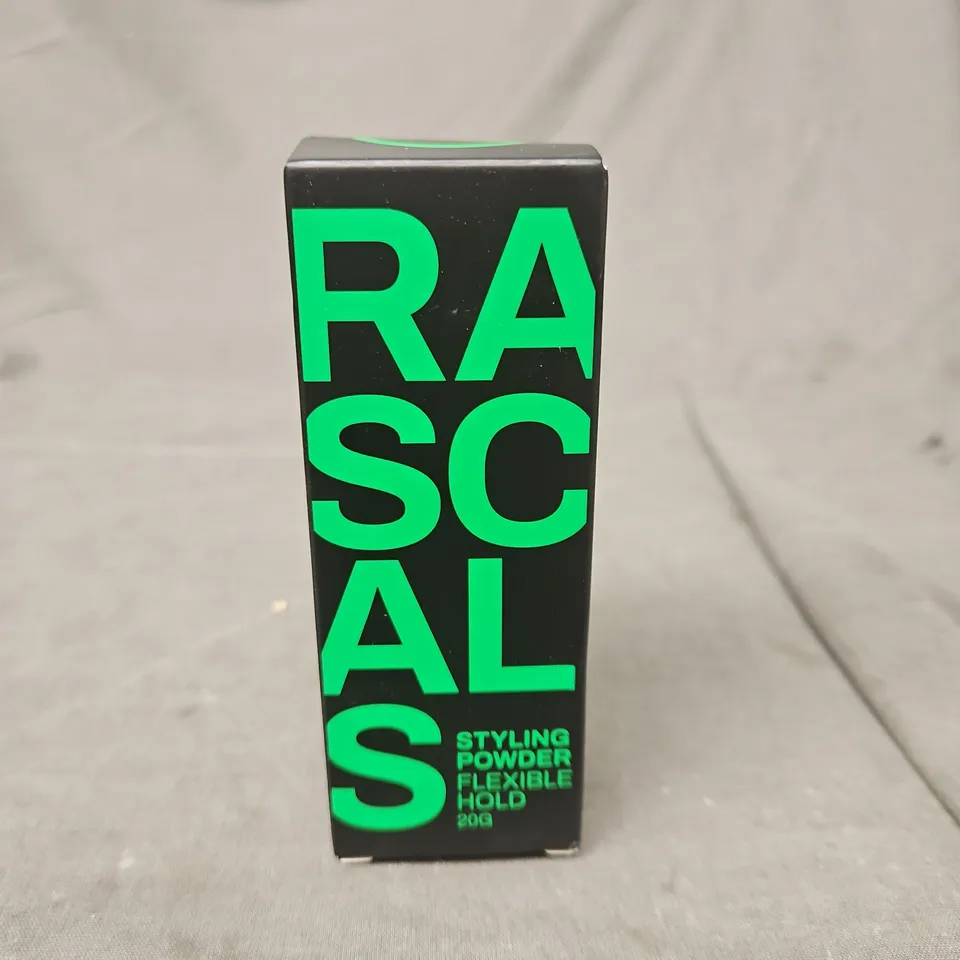 RA
SC
AL
S
STYLING
POWDER
FLEXIBLE
HOLD
20G